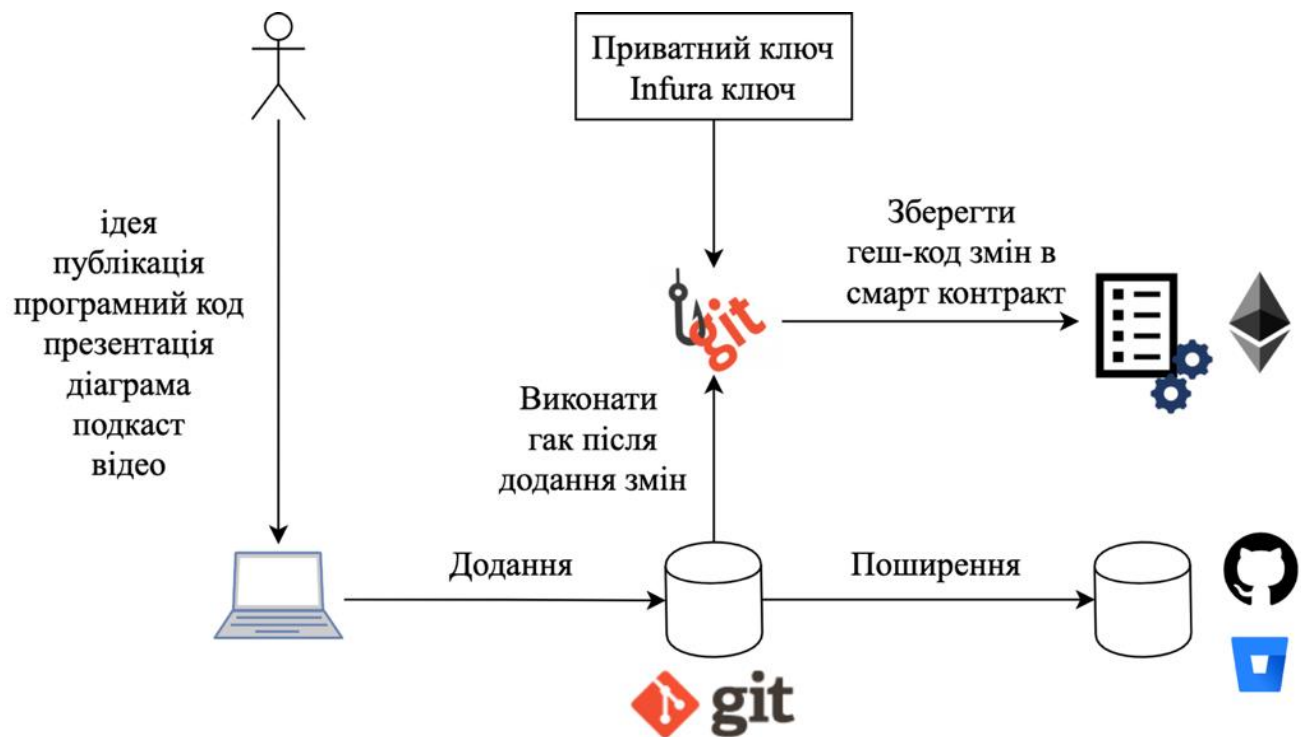 Приватний ключ
Infura ключ
ідея
публікація
програмний код
презентація
діаграма
подкаст
відео
Зберегти
геш-код змін в
смарт контракт
git
Виконати
гак після
додання змін
Додання
Поширення
git